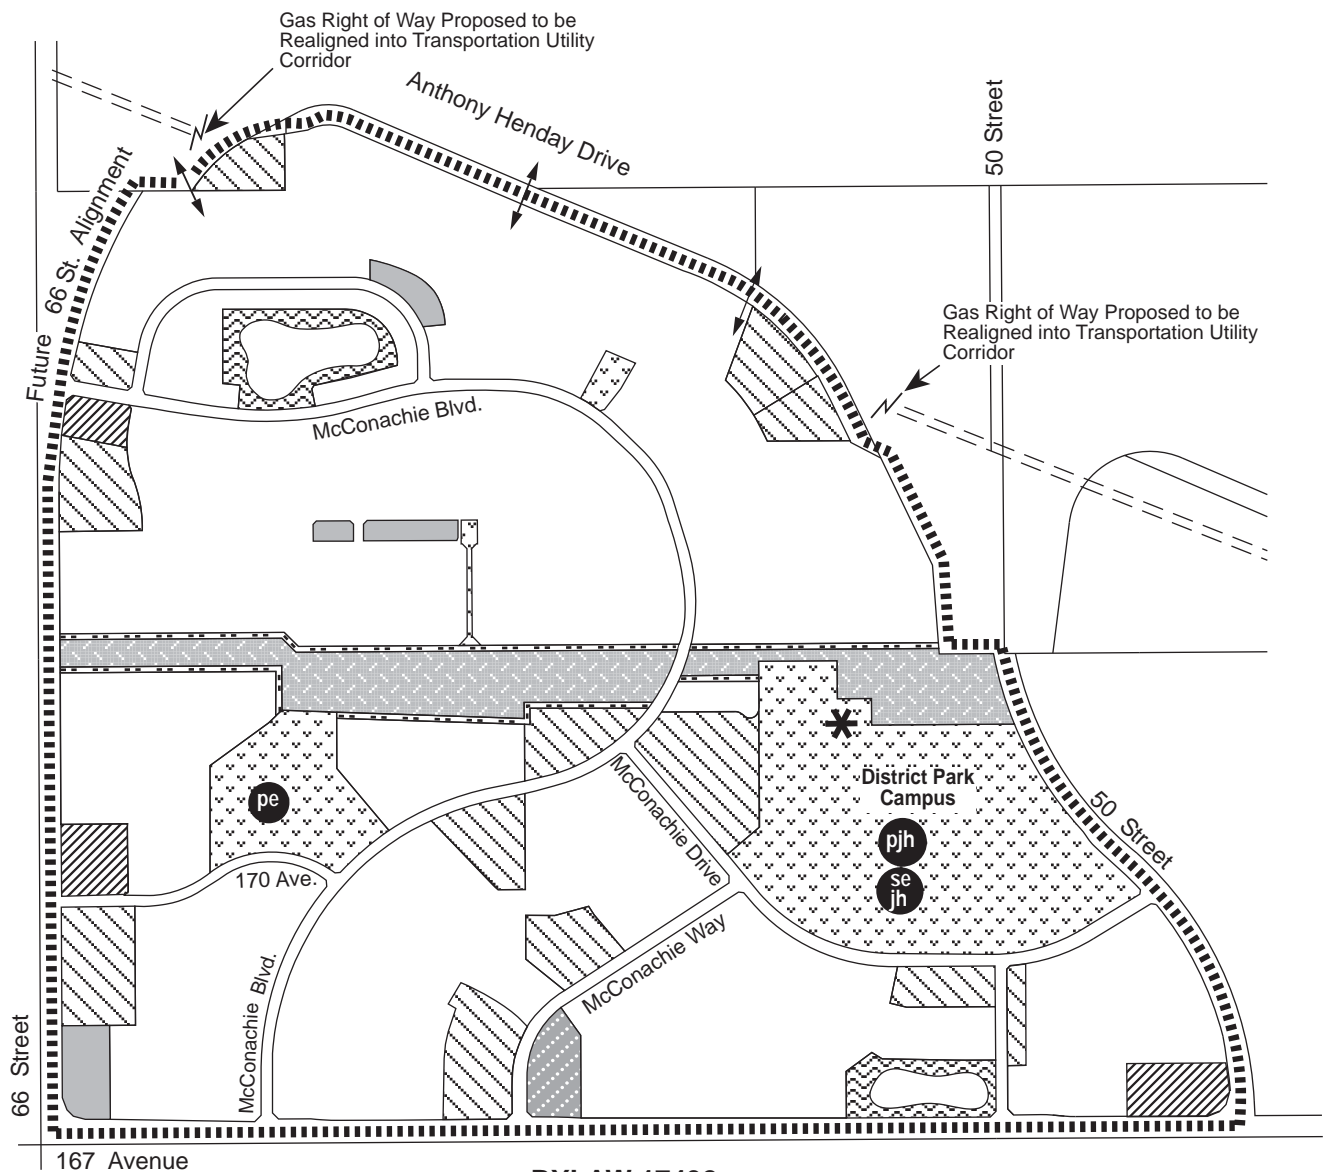 Gas Right of Way Proposed to be
Realigned into Transportation Utility
Corridor
Anthony Henday Drive
50 Street
Future 66 St. Alignment
Gas Right of Way Proposed to be
Realigned into Transportation Utility
Corridor
McConachie Blvd.
District Park
Campus
pe
pjh
se
jh
McConachie Drive
50 Street
170 Ave.
McConachie Way
McConachie Blvd.
66 Street
167 Avenue